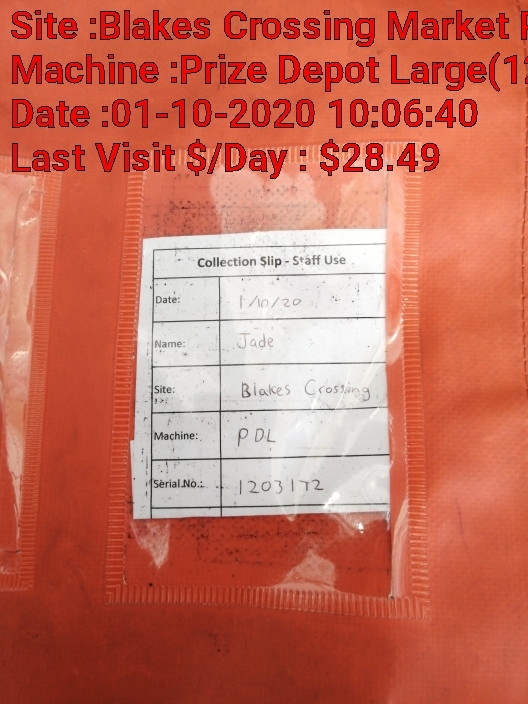 Site :Blakes Crossing Market
Machine :Prize Depot Large(12
Date :01-10-2020 10:06:40
Last Visit $/Day : $28.49
Collection Slip - Staff Use
Date: 1/10/20
Name: Jade
Site: Blakes Crossing
Machine: PDL
Serial No.: 1203172